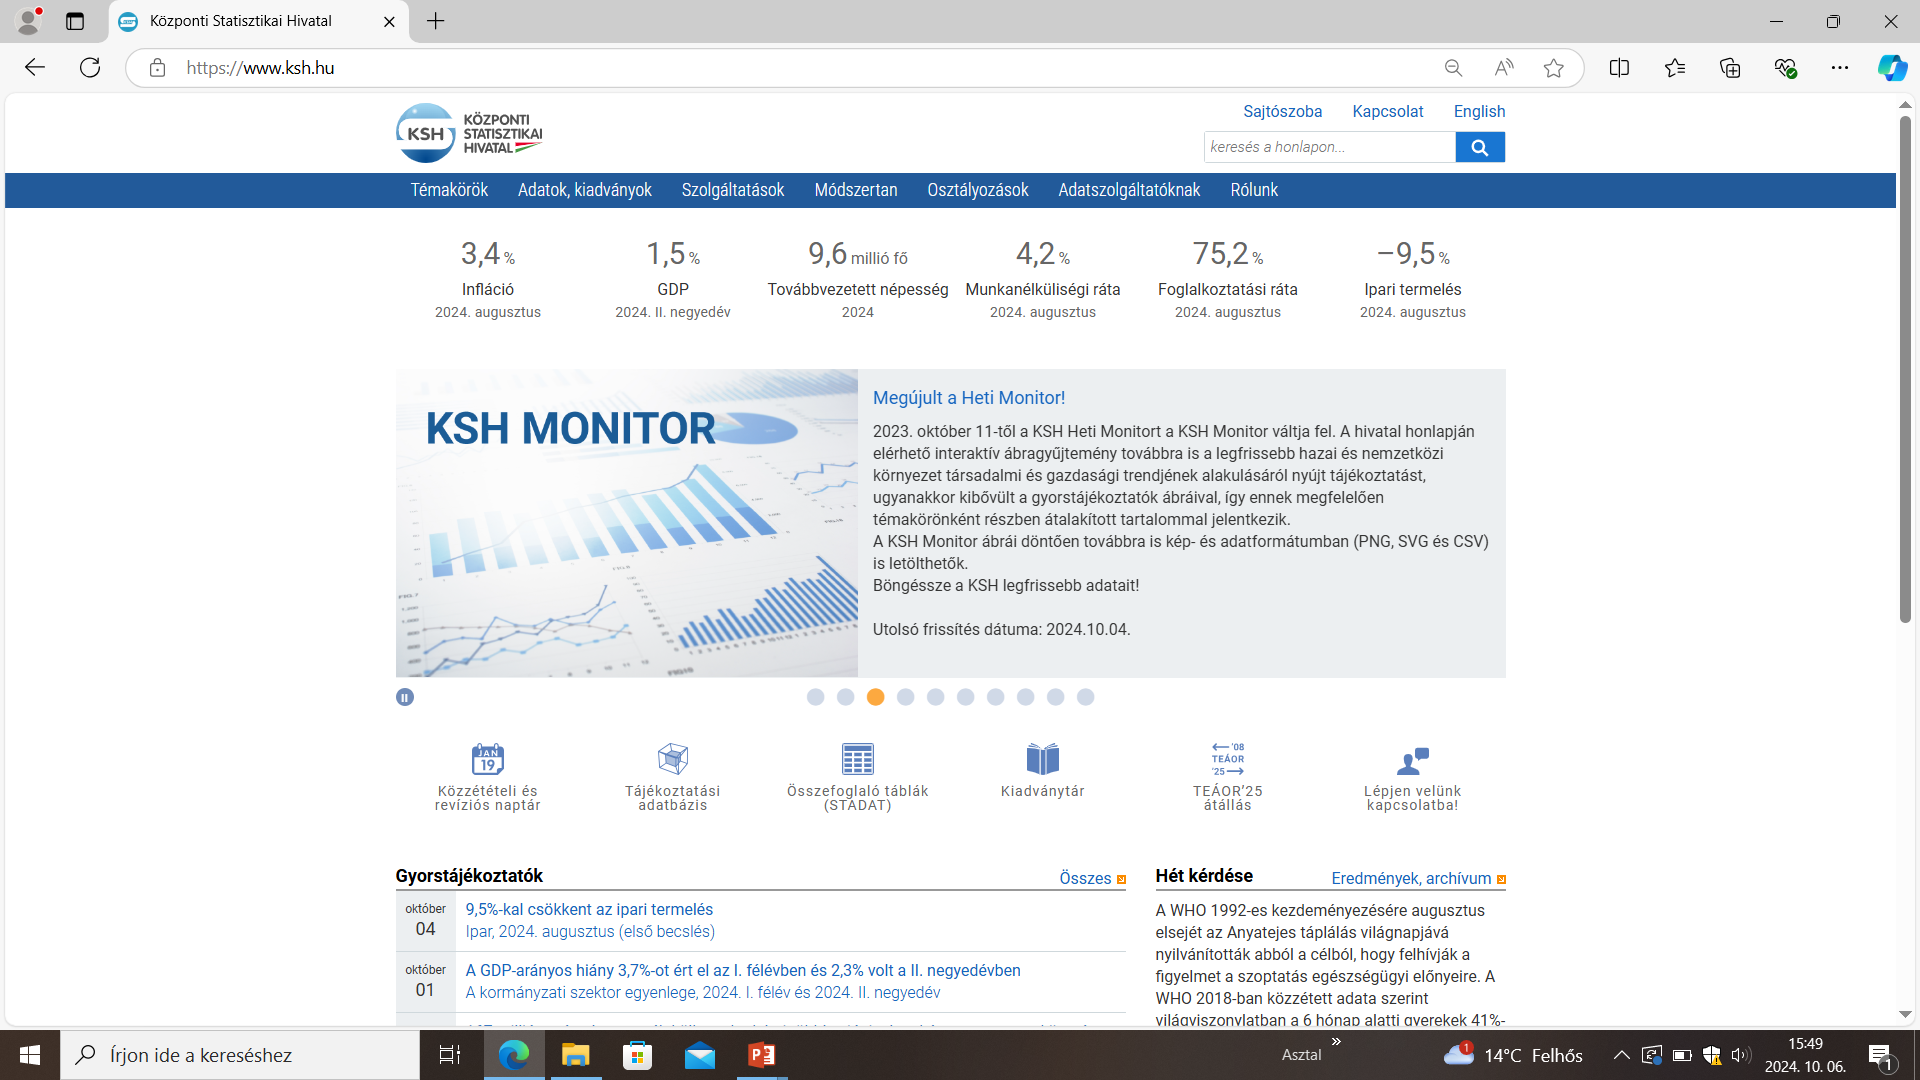 Központi Statisztikai Hivatal
https://www.ksh.hu
KSH
KÖZPONTI
STATISZTIKAI
HIVATAL
Sajtószoba Kapcsolat English
keresés a honlapon...
Témakörök Adatok, kiadványok Szolgáltatások Módszertan Osztályozások Adatszolgáltatóknak Rólunk
3,4 % 1,5 % 9,6 millió fő 4,2 % 75,2 % −9,5 %
Infláció GDP Továbbvezetett népesség Munkanélküliségi ráta Foglalkoztatási ráta Ipari termelés
2024. augusztus 2024. II. negyedév 2024 2024. augusztus 2024. augusztus 2024. augusztus
KSH MONITOR
Megújult a Heti Monitor!
2023. október 11-től a KSH Heti Monitort a KSH Monitor váltja fel. A hivatal honlapján
elérhető interaktív ábragyűjtemény továbbra is a legfrissebb hazai és nemzetközi
környezet társadalmi és gazdasági trendjének alakulásáról nyújt tájékoztatást,
ugyanakkor kibővült a gyorstájékoztatók ábráival, így ennek megfelelően
témakörönként részben átalakított tartalommal jelentkezik.
A KSH Monitor ábrái döntően továbbra is kép- és adatformátumban (PNG, SVG és CSV)
is letölthetők.
Böngéssze a KSH legfrissebb adatait!
Utolsó frissítés dátuma: 2024.10.04.
JAN
19
←'08
TEÁOR
'25→
Közzétételi és
revíziós naptár
Tájékoztatási
adatbázis
Összefoglaló táblák
(STADAT)
Kiadványtár
TEÁOR’25
átállás
Lépjen velünk
kapcsolatba!
Gyorstájékoztatók Összes
október
04
9,5%-kal csökkent az ipari termelés
Ipar, 2024. augusztus (első becslés)
október
01
A GDP-arányos hiány 3,7%-ot ért el az I. félévben és 2,3% volt a II. negyedévben
A kormányzati szektor egyenlege, 2024. I. félév és 2024. II. negyedév
Hét kérdése Eredmények, archívum
A WHO 1992-es kezdeményezésére augusztus
elsejét az Anyatejes táplálás világnapjává
nyilvánították abból a célból, hogy felhívják a
figyelmet a szoptatás egészségügyi előnyeire. A
WHO 2018-ban közzétett adata szerint
világviszonylatban a 6 hónap alatti gyerekek 41%-
Írjon ide a kereséshez
Asztal
»
1
14°C Felhős
15:49
2024. 10. 06.
1